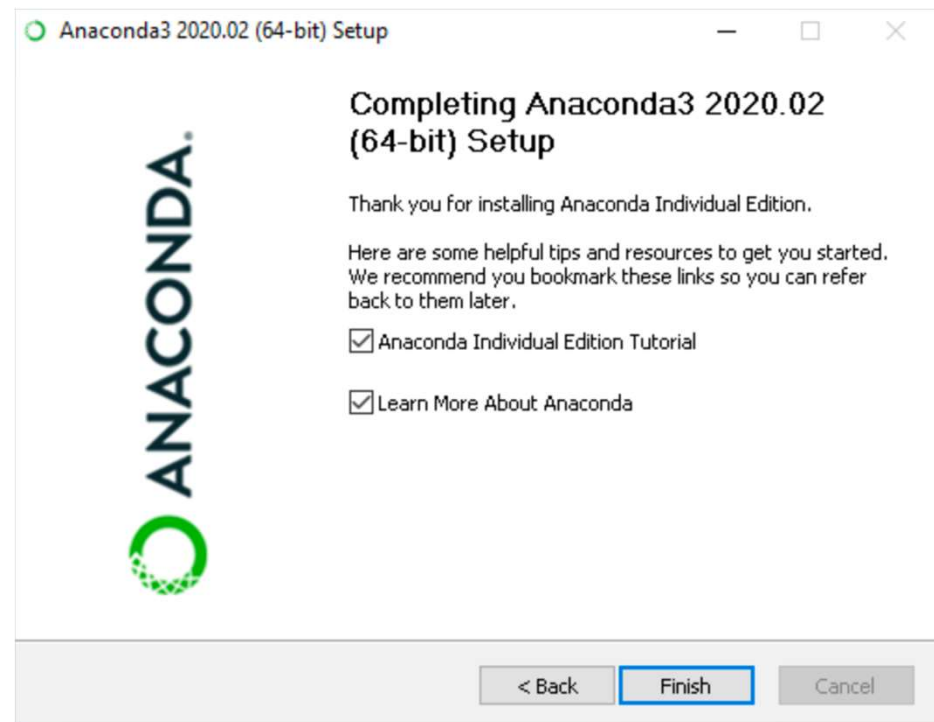 Anaconda3 2020.02 (64-bit) Setup
ANACONDA.
Completing Anaconda3 2020.02
(64-bit) Setup
Thank you for installing Anaconda Individual Edition.
Here are some helpful tips and resources to get you started.
We recommend you bookmark these links so you can refer
back to them later.
Anaconda Individual Edition Tutorial
Learn More About Anaconda
< Back
Finish
Cancel